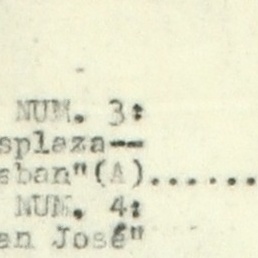 NUM. 3:
splaza--
sban"(A).......
NUM. 4:
an José"